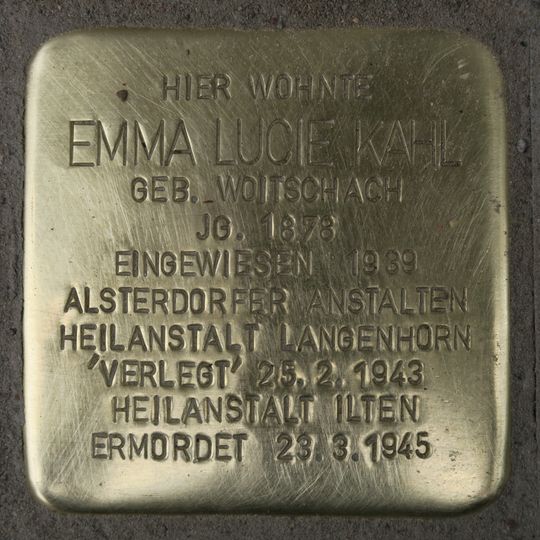 HIER WOHNTE
EMMA LUCIE KAHL
GEB. WOITSCHACH
JG. 1878
EINGEWIESEN 1939
ALSTERDORFER ANSTALTEN
HEILANSTALT LANGENHORN
'VERLEGT' 25.2.1943
HEILANSTALT ILTEN
ERMORDET 23.3.1945